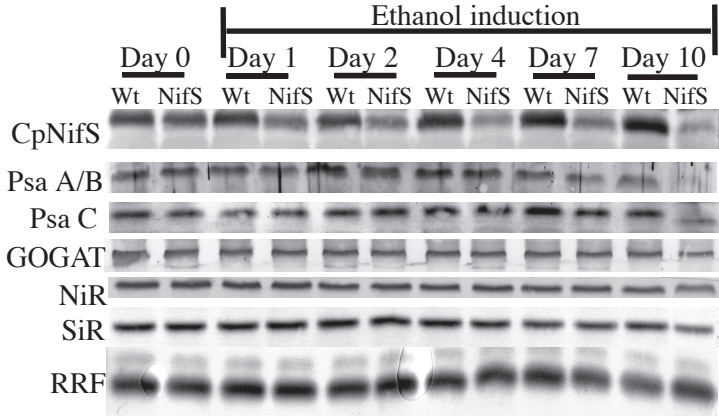 Ethanol induction
Day 0 Day 1 Day 2 Day 4 Day 7 Day 10
Wt NifS Wt NifS Wt NifS Wt NifS Wt NifS Wt NifS
CpNifS
Psa A/B
Psa C
GOGAT
NiR
SiR
RRF